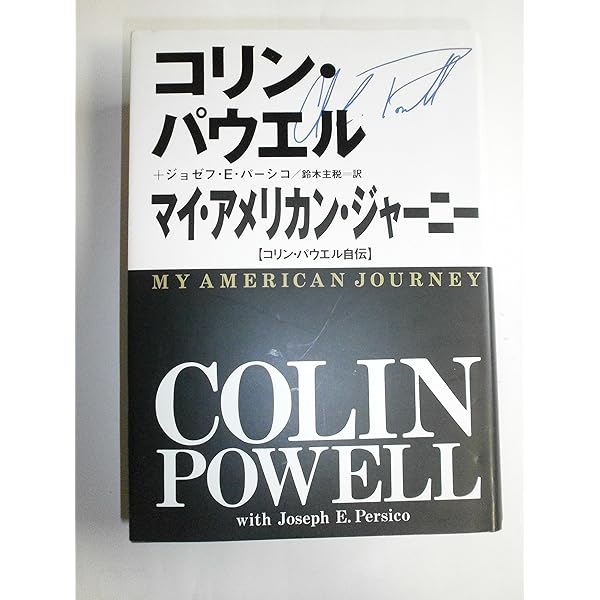 コリン・
パウエル
＋ジョゼフ・E・パーシコ／鈴木主税＝訳
マイ・アメリカン・ジャーニー
【コリン・パウエル自伝】
MY AMERICAN JOURNEY
COLIN
POWELL
with Joseph E. Persico